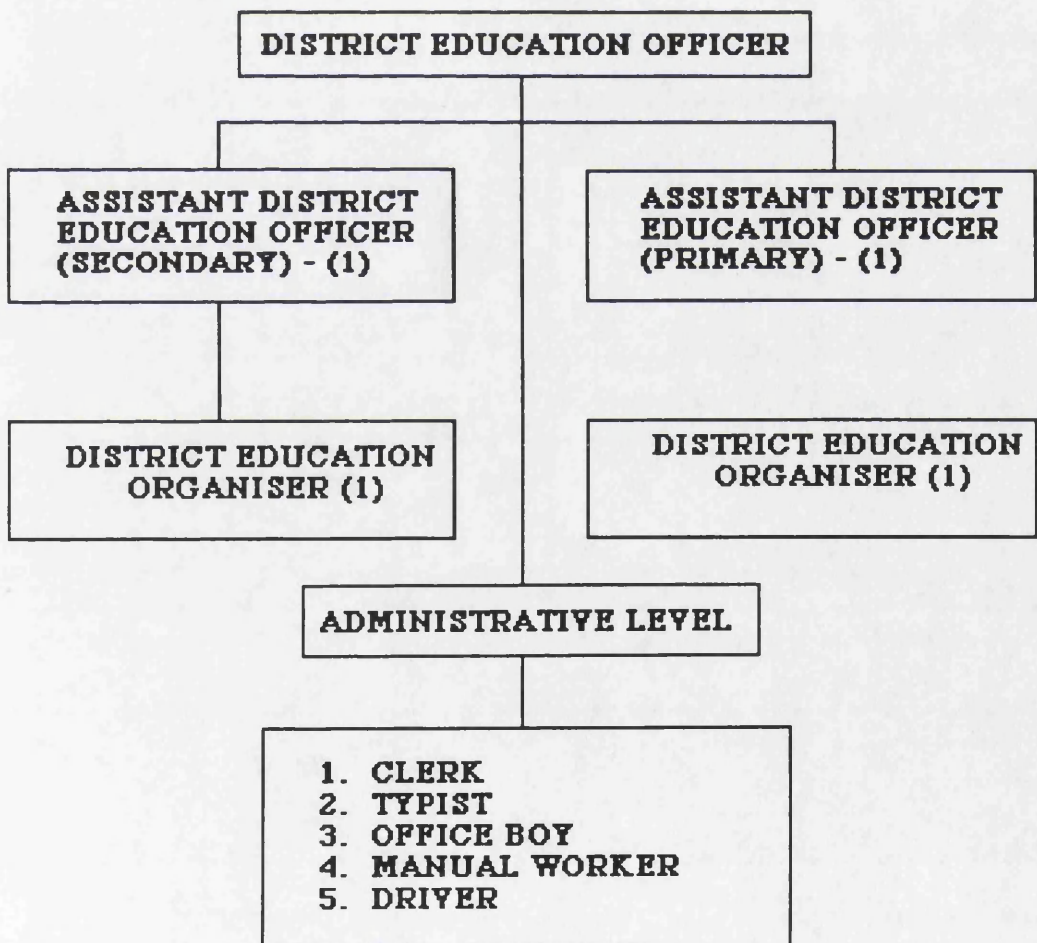 DISTRICT EDUCATION OFFICER
ASSISTANT DISTRICT
EDUCATION OFFICER
(SECONDARY) - (1)
ASSISTANT DISTRICT
EDUCATION OFFICER
(PRIMARY) - (1)
DISTRICT EDUCATION
ORGANISER (1)
DISTRICT EDUCATION
ORGANISER (1)
ADMINISTRATIVE LEVEL
1. CLERK
2. TYPIST
3. OFFICE BOY
4. MANUAL WORKER
5. DRIVER